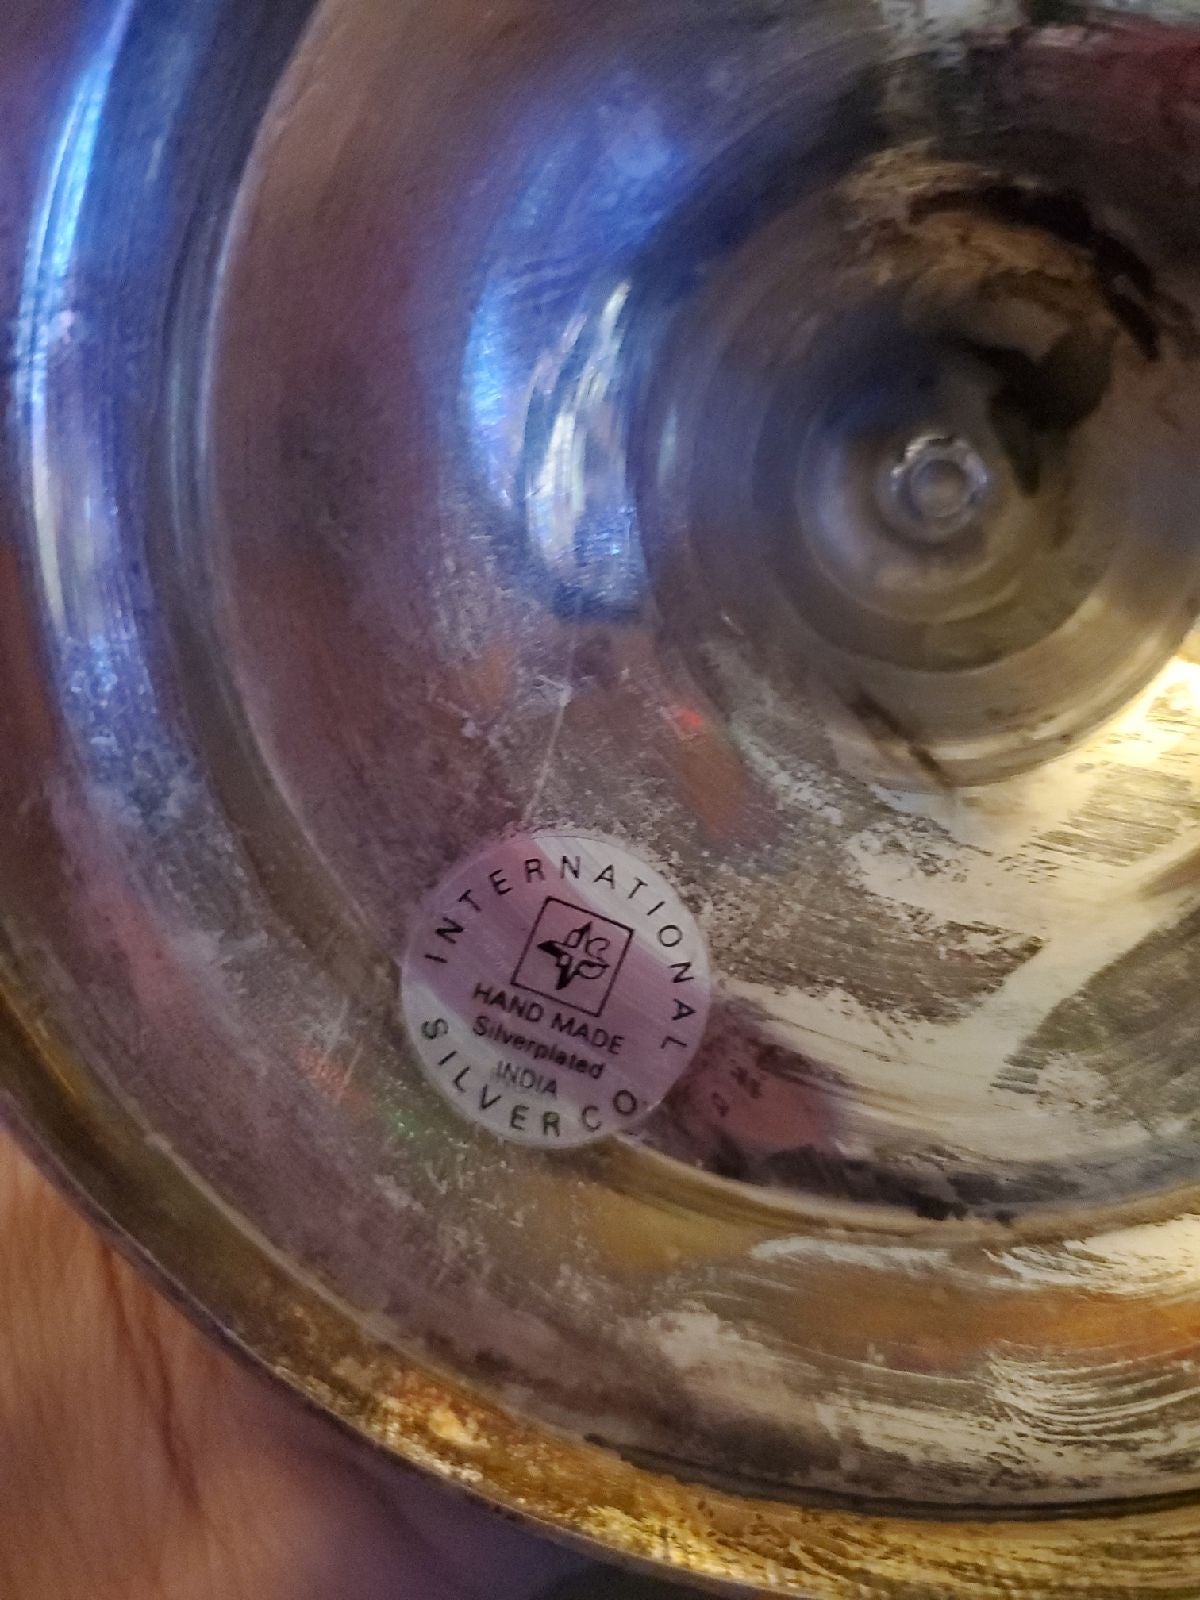 INTERNATIONAL
HAND MADE
Silverplated
INDIA
SILVER CO.